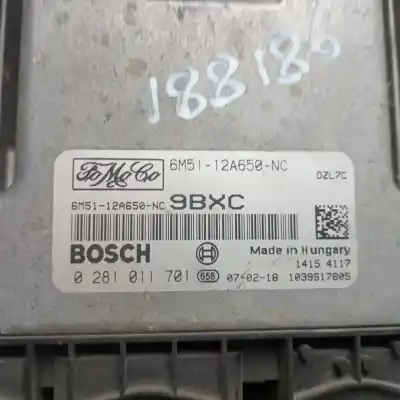 188186
FoMoCo 6M51-12A650-NC
DZL7C
6M51-12A650-NC 9BXC
BOSCH
Made in Hungary
1415 4117
0 281 011 701 65B 07-02-18 1039S17805